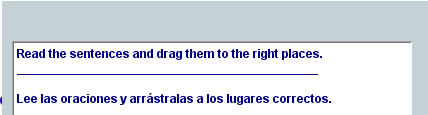 Read the sentences and drag them to the right places.
Lee las oraciones y arrástralas a los lugares correctos.